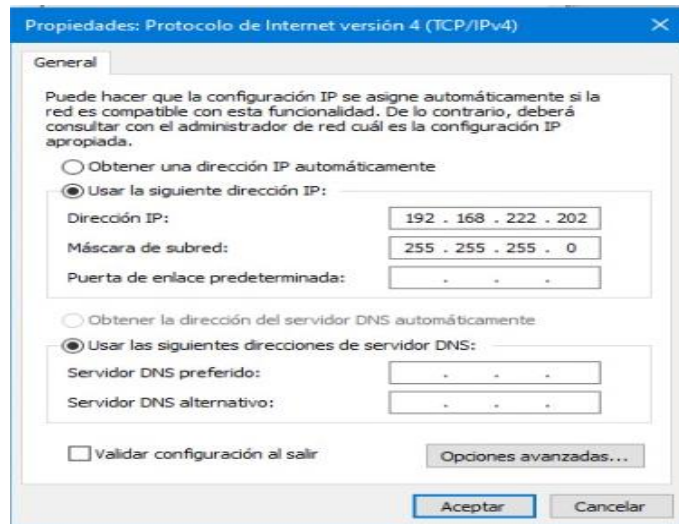 Propiedades: Protocolo de Internet versión 4 (TCP/IPv4)
General
Puede hacer que la configuración IP se asigne automáticamente si la
red es compatible con esta funcionalidad. De lo contrario, deberá
consultar con el administrador de red cuál es la configuración IP
apropiada.
Obtener una dirección IP automáticamente
Usar la siguiente dirección IP:
Dirección IP: 192 . 168 . 222 . 202
Máscara de subred: 255 . 255 . 255 . 0
Puerta de enlace predeterminada: . . .
Obtener la dirección del servidor DNS automáticamente
Usar las siguientes direcciones de servidor DNS:
Servidor DNS preferido: . . .
Servidor DNS alternativo: . . .
Validar configuración al salir Opciones avanzadas...
Aceptar Cancelar